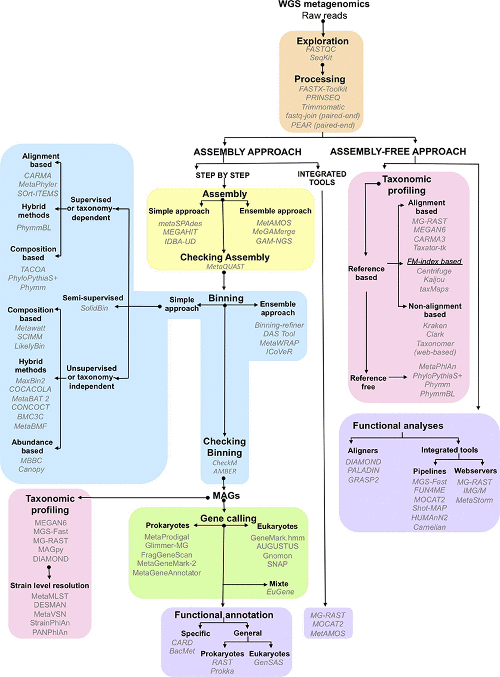 WGS metagenomics
Raw reads
Exploration
FASTQC
SeqKit
Processing
FASTX-Toolkit
PRINSEQ
Trimmomatic
fastq-join (paired-end)
PEAR (paired-end)
ASSEMBLY APPROACH
ASSEMBLY-FREE APPROACH
STEP BY STEP
INTEGRATED
TOOLS
Assembly
Simple approach
metaSPAdes
MEGAHIT
IDBA-UD
Ensemble approach
MetAMOS
MeGAMerge
GAM-NGS
Checking Assembly
MetaQUAST
Binning
Simple
approach
Ensemble
approach
Binning-refiner
DAS Tool
MetaWRAP
ICoVeR
Alignment
based
CARMA
MetaPhyler
SOrt-ITEMS
Hybrid
methods
PhymmBL
Composition
based
TACOA
PhyloPythiaS+
Phymm
Supervised
or taxonomy-
dependent
Semi-supervised
SolidBin
Composition
based
Metawatt
SCIMM
LikelyBin
Hybrid
methods
MaxBin2
COCACOLA
MetaBAT 2
CONCOCT
BMC3C
MetaBMF
Abundance
based
MBBC
Canopy
Unsupervised
or taxonomy-
independent
Checking
Binning
CheckM
AMBER
MAGs
Taxonomic
profiling
MEGAN6
MGS-Fast
MG-RAST
MAGpy
DIAMOND
Strain level resolution
MetaMLST
DESMAN
MetaVSN
StrainPhlAn
PANPhlAn
Gene calling
Prokaryotes
MetaProdigal
Glimmer-MG
FragGeneScan
MetaGeneMark-2
MetaGeneAnnotator
Eukaryotes
GeneMark.hmm
AUGUSTUS
Gnomon
SNAP
Mixte
EuGene
Functional annotation
Specific
CARD
BacMet
General
Prokaryotes
RAST
Prokka
Eukaryotes
GenSAS
MG-RAST
MOCAT2
MetAMOS
Taxonomic
profiling
Reference
based
Alignment
based
MG-RAST
MEGAN6
CARMA3
Taxator-tk
FM-index based
Centrifuge
Kaijou
taxMaps
Non-alignment
based
Kraken
Clark
Taxonomer
(web-based)
Reference
free
MetaPhlAn
PhyloPythiaS+
Phymm
PhymmBL
Functional analyses
Aligners
DIAMOND
PALADIN
GRASP2
Integrated
tools
Pipelines
MGS-Fast
FUN4ME
MOCAT2
Shot-MAP
HUMAnN2
Carnelian
Webservers
MG-RAST
IMG/M
MetaStorm